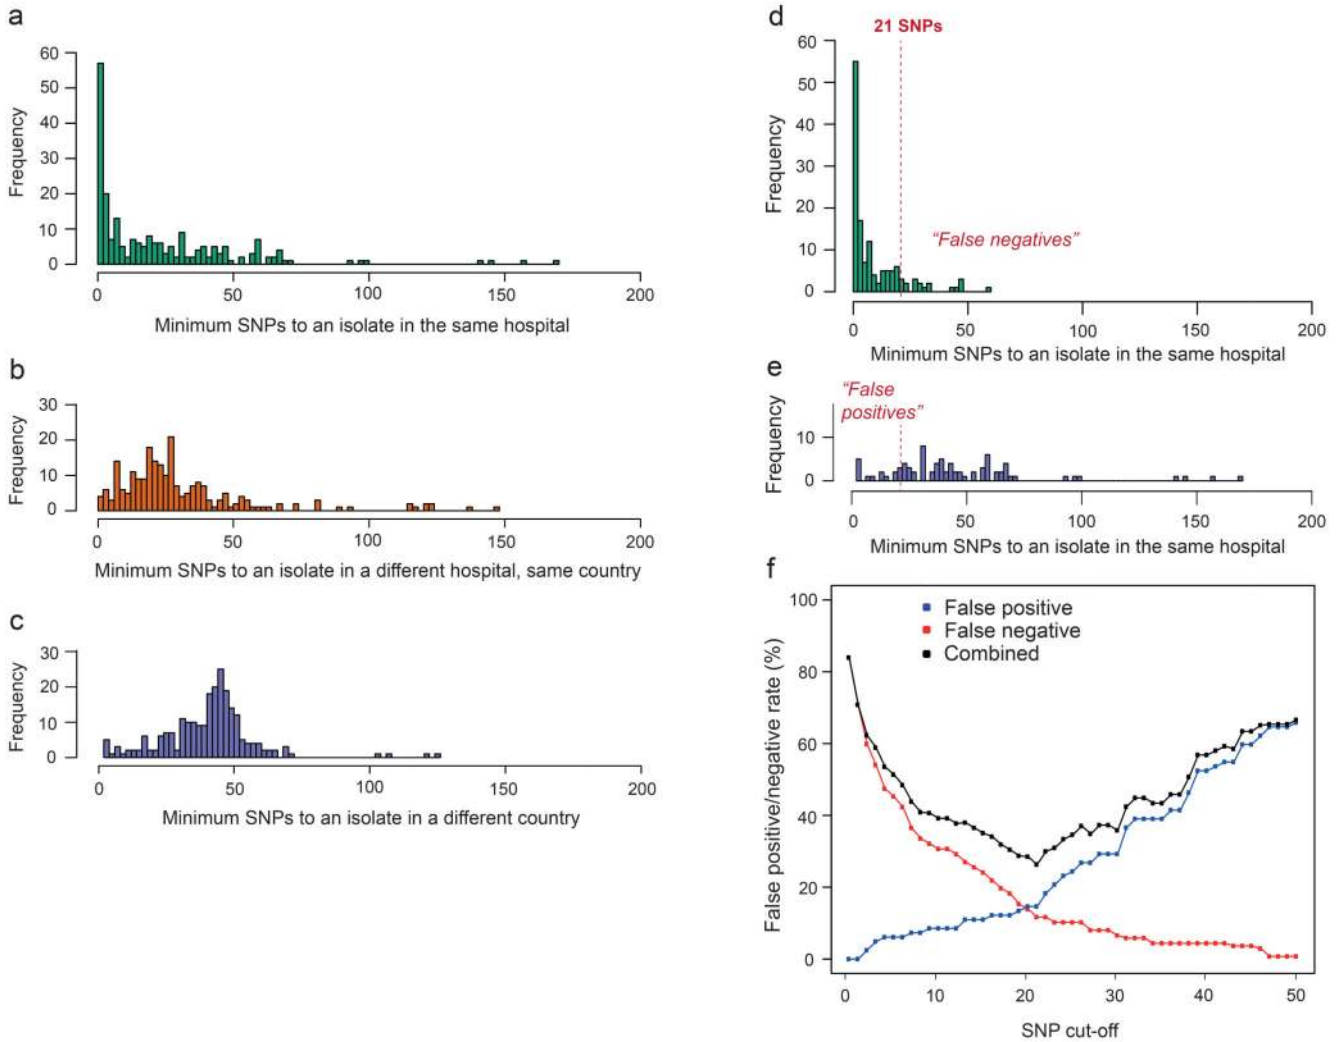 a
60
50
40
30
20
10
0
Frequency
0 50 100 150 200
Minimum SNPs to an isolate in the same hospital
b
30
20
10
0
Frequency
0 50 100 150 200
Minimum SNPs to an isolate in a different hospital, same country
c
30
20
10
0
Frequency
0 50 100 150 200
Minimum SNPs to an isolate in a different country
d
21 SNPs
60
50
40
30
20
10
0
Frequency
“False negatives”
0 50 100 150 200
Minimum SNPs to an isolate in the same hospital
e
“False
positives”
10
0
Frequency
0 50 100 150 200
Minimum SNPs to an isolate in the same hospital
f
100
80
60
40
20
0
False positive/negative rate (%)
False positive
False negative
Combined
0 10 20 30 40 50
SNP cut-off